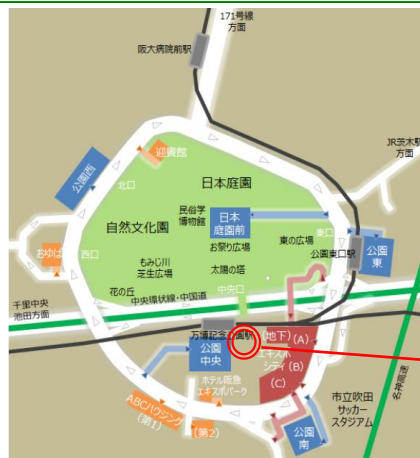 171号線
方面
阪大病院前駅
JR茨木駅
方面
迎賓館
公園西
北口
日本庭園
民俗学
博物館
日本
庭園前
自然文化園
お祭り広場
東の広場
東口
公園東口駅
公園
東
おゆば
西口
もみじ川
芝生広場
太陽の塔
花の丘
中央口
千里中央
池田方面
中央環状線・中国道
万博記念公園駅
(地下)
(A)
公園
中央
エキスポ
シティ
(B)
(C)
ホテル阪急
エキスポパーク
ABCハウジング
(第1)
(第2)
市立吹田
サッカー
スタジアム
公園
南